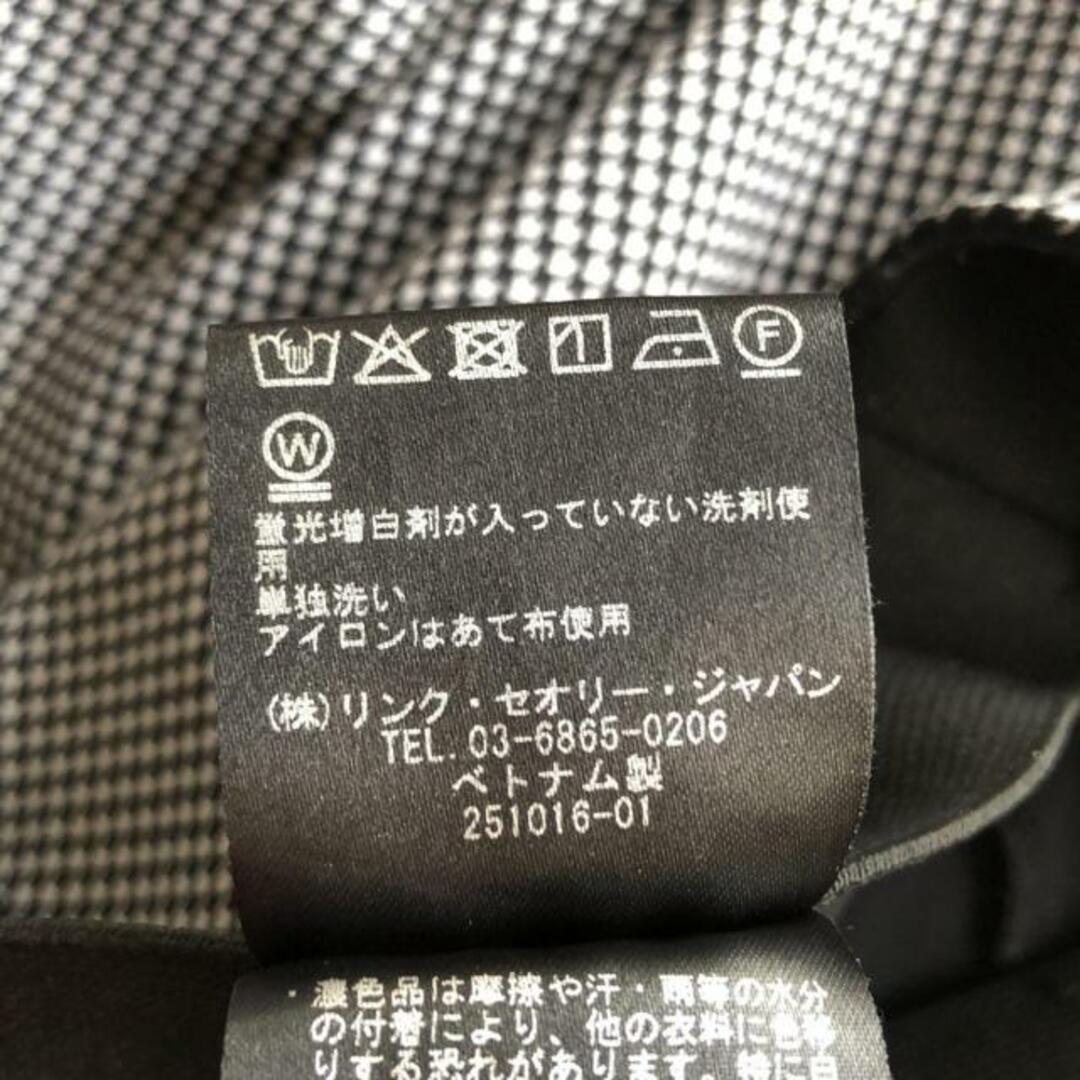 F
W
蛍光増白剤が入っていない洗剤使
用
単独洗い
アイロンはあて布使用
(株)リンク・セオリー・ジャパン
TEL.03-6865-0206
ベトナム製
251016-01
・濃色品は摩擦や汗・雨等の水分
の付着により、他の衣料に色移
りする恐れがあります。特に白